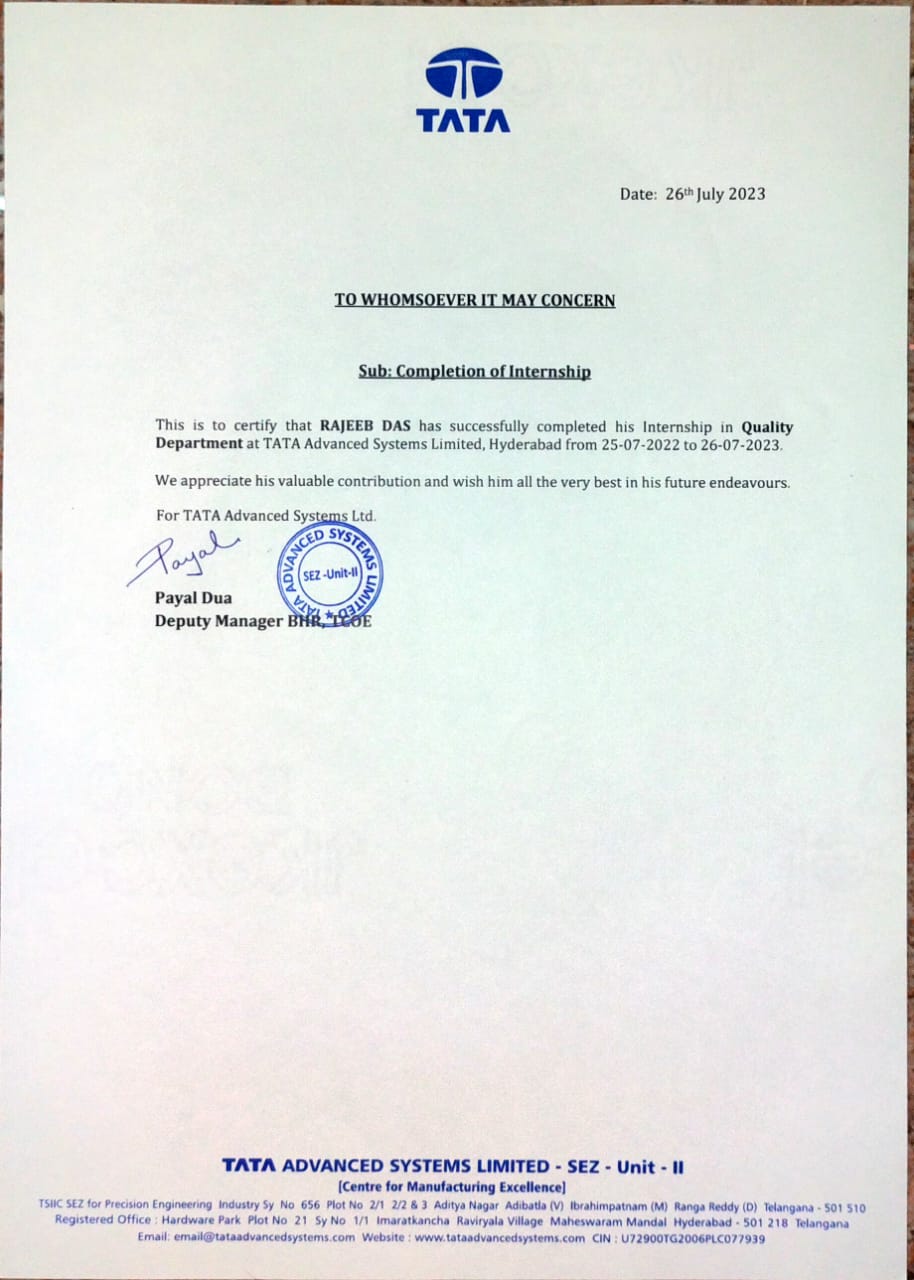 TATA
Date: 26th July 2023
TO WHOMSOEVER IT MAY CONCERN
Sub: Completion of Internship
This is to certify that RAJEEB DAS has successfully completed his Internship in Quality
Department at TATA Advanced Systems Limited, Hyderabad from 25-07-2022 to 26-07-2023.
We appreciate his valuable contribution and wish him all the very best in his future endeavours.
For TATA Advanced Systems Ltd.
Payal
TATA ADVANCED SYSTEMS LIMITED ★
SEZ -Unit-II
Payal Dua
Deputy Manager BHR, TCOE
TATA ADVANCED SYSTEMS LIMITED - SEZ - Unit - II
[Centre for Manufacturing Excellence]
TSIIC SEZ for Precision Engineering Industry Sy No 656 Plot No 2/1 2/2 & 3 Aditya Nagar Adibatla (V) Ibrahimpatnam (M) Ranga Reddy (D) Telangana - 501 510
Registered Office : Hardware Park Plot No 21 Sy No 1/1 Imaratkancha Raviryala Village Maheswaram Mandal Hyderabad - 501 218 Telangana
Email: email@tataadvancedsystems.com Website : www.tataadvancedsystems.com CIN : U72900TG2006PLC077939